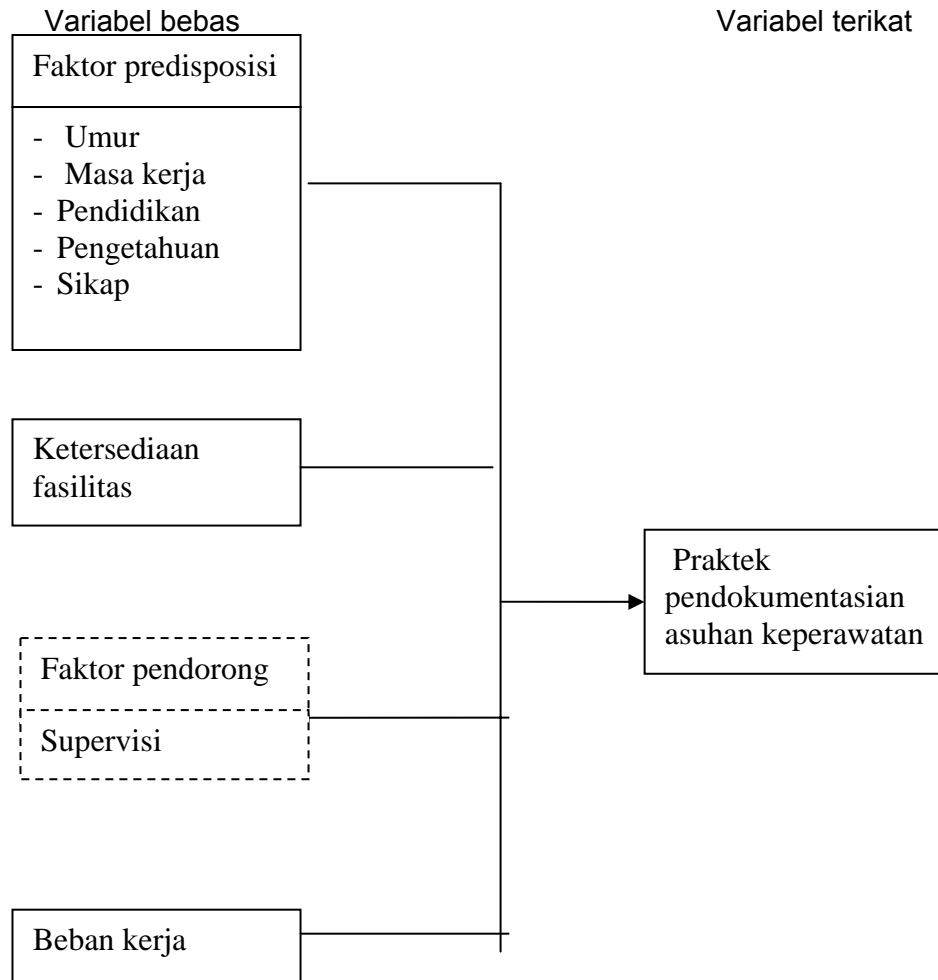 Variabel bebas
Variabel terikat
Faktor predisposisi
- Umur
- Masa kerja
- Pendidikan
- Pengetahuan
- Sikap
Ketersediaan
fasilitas
Praktek
pendokumentasian
asuhan keperawatan
Faktor pendorong
Supervisi
Beban kerja